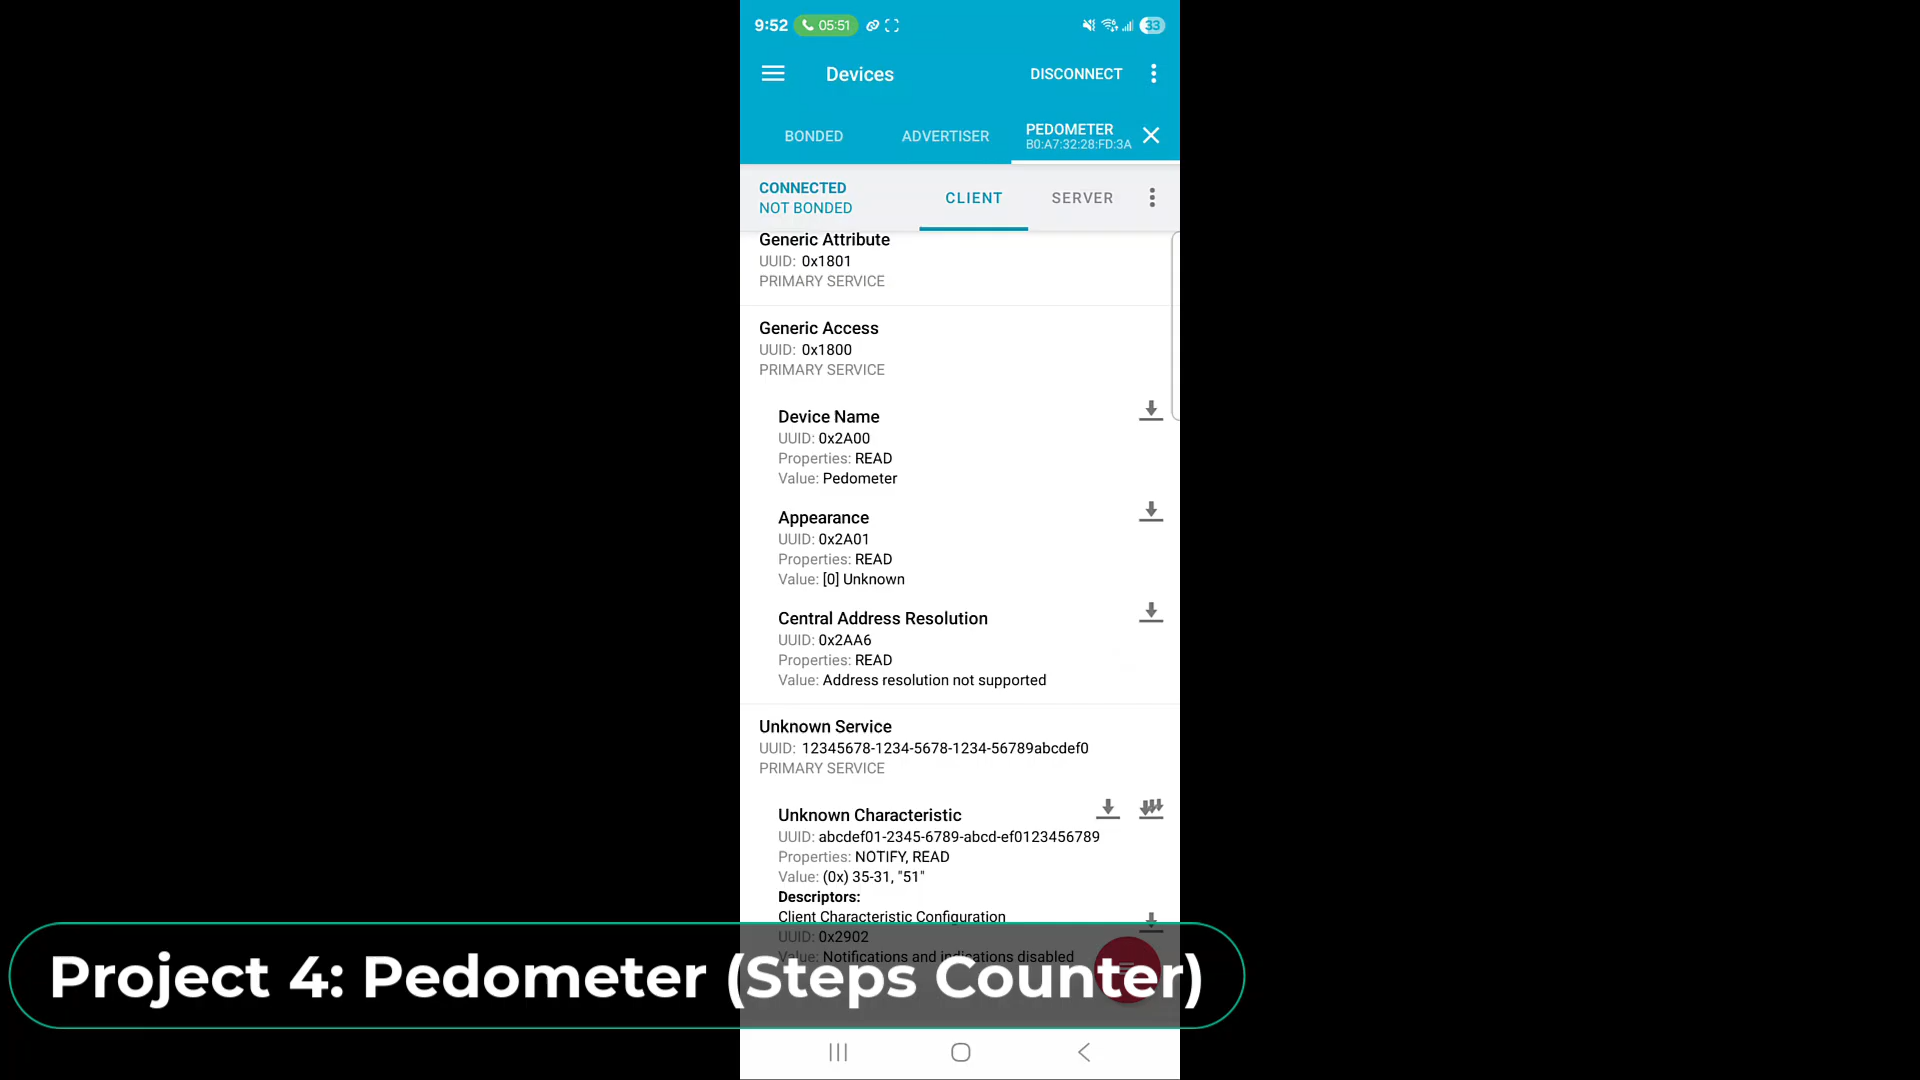 9:52 05:51 33
Devices DISCONNECT
BONDED ADVERTISER PEDOMETER
B0:A7:32:28:FD:3A
CONNECTED
NOT BONDED CLIENT SERVER
Generic Attribute
UUID: 0x1801
PRIMARY SERVICE
Generic Access
UUID: 0x1800
PRIMARY SERVICE
Device Name
UUID: 0x2A00
Properties: READ
Value: Pedometer
Appearance
UUID: 0x2A01
Properties: READ
Value: [0] Unknown
Central Address Resolution
UUID: 0x2AA6
Properties: READ
Value: Address resolution not supported
Unknown Service
UUID: 12345678-1234-5678-1234-56789abcdef0
PRIMARY SERVICE
Unknown Characteristic
UUID: abcdef01-2345-6789-abcd-ef0123456789
Properties: NOTIFY, READ
Value: (0x) 35-31, "51"
Descriptors:
Client Characteristic Configuration
UUID: 0x2902
Value: Notifications and indications disabled
Project 4: Pedometer (Steps Counter)